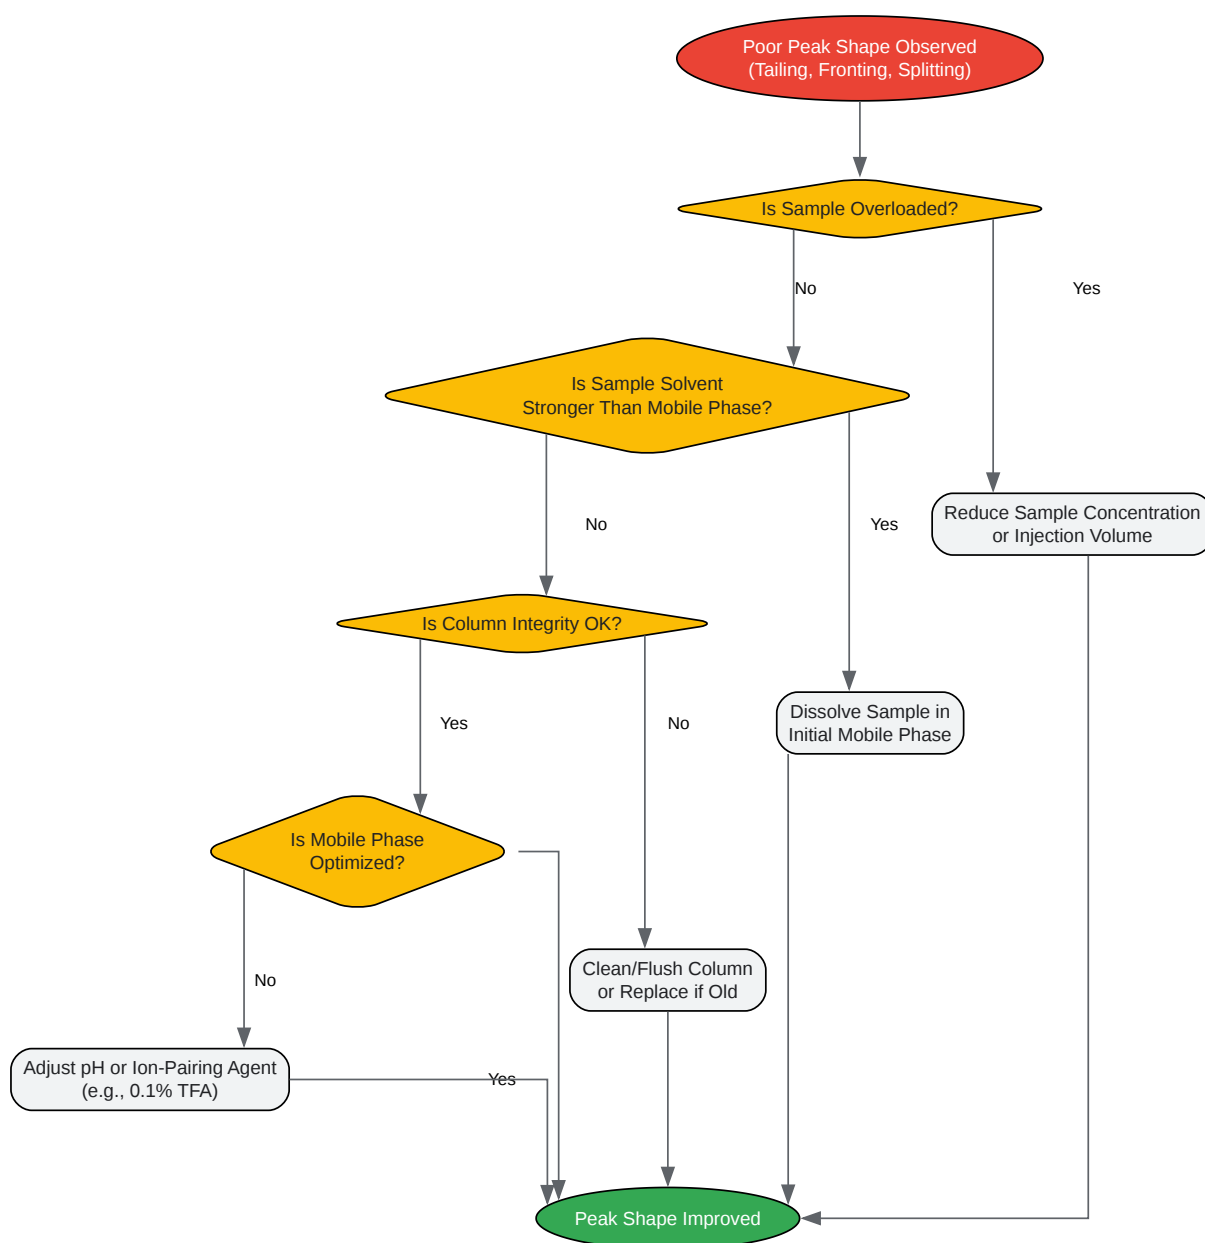 Poor Peak Shape Observed
(Tailing, Fronting, Splitting)
Is Sample Overloaded?
No
Yes
Is Sample Solvent
Stronger Than Mobile Phase?
No
Yes
Reduce Sample Concentration
or Injection Volume
Is Column Integrity OK?
Yes
No
Dissolve Sample in
Initial Mobile Phase
Is Mobile Phase
Optimized?
No
Clean/Flush Column
or Replace if Old
Adjust pH or Ion-Pairing Agent
(e.g., 0.1% TFA)
Yes
Peak Shape Improved